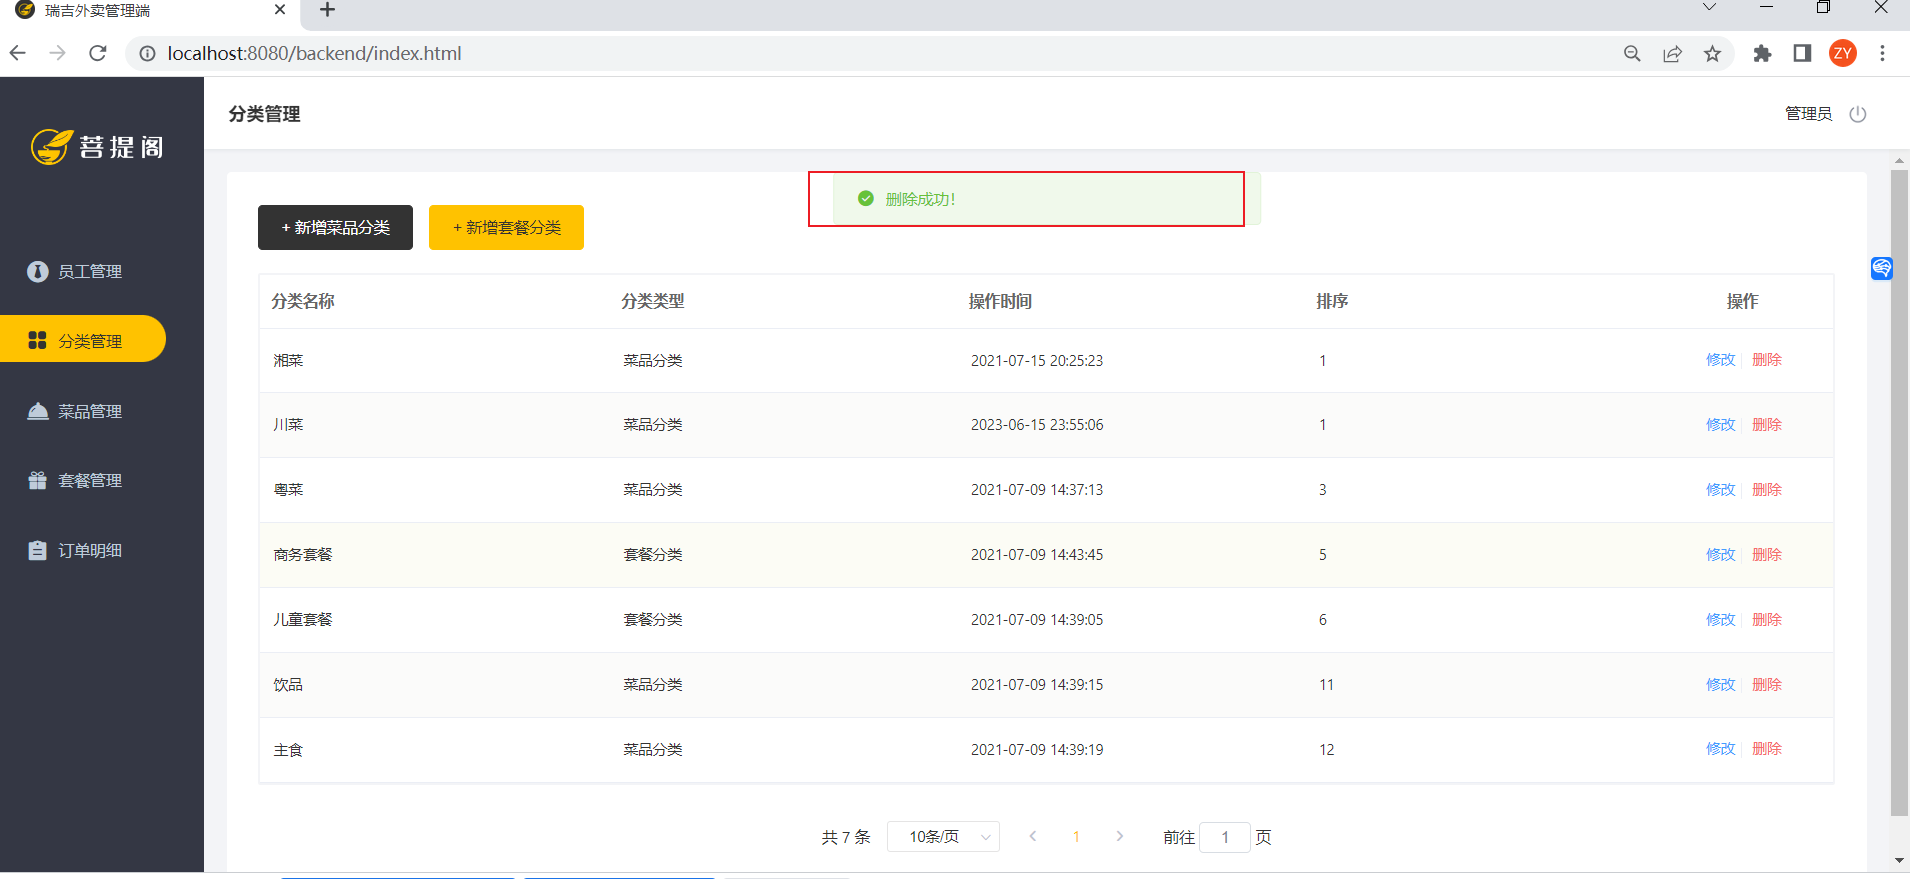 瑞吉外卖管理端
localhost:8080/backend/index.html
ZY
菩提阁
分类管理
管理员
删除成功！
+ 新增菜品分类
+ 新增套餐分类
员工管理
分类管理
菜品管理
套餐管理
订单明细
分类名称 分类类型 操作时间 排序 操作
湘菜 菜品分类 2021-07-15 20:25:23 1 修改 删除
川菜 菜品分类 2023-06-15 23:55:06 1 修改 删除
粤菜 菜品分类 2021-07-09 14:37:13 3 修改 删除
商务套餐 套餐分类 2021-07-09 14:43:45 5 修改 删除
儿童套餐 套餐分类 2021-07-09 14:39:05 6 修改 删除
饮品 菜品分类 2021-07-09 14:39:15 11 修改 删除
主食 菜品分类 2021-07-09 14:39:19 12 修改 删除
共 7 条 10条/页 1 前往 1 页